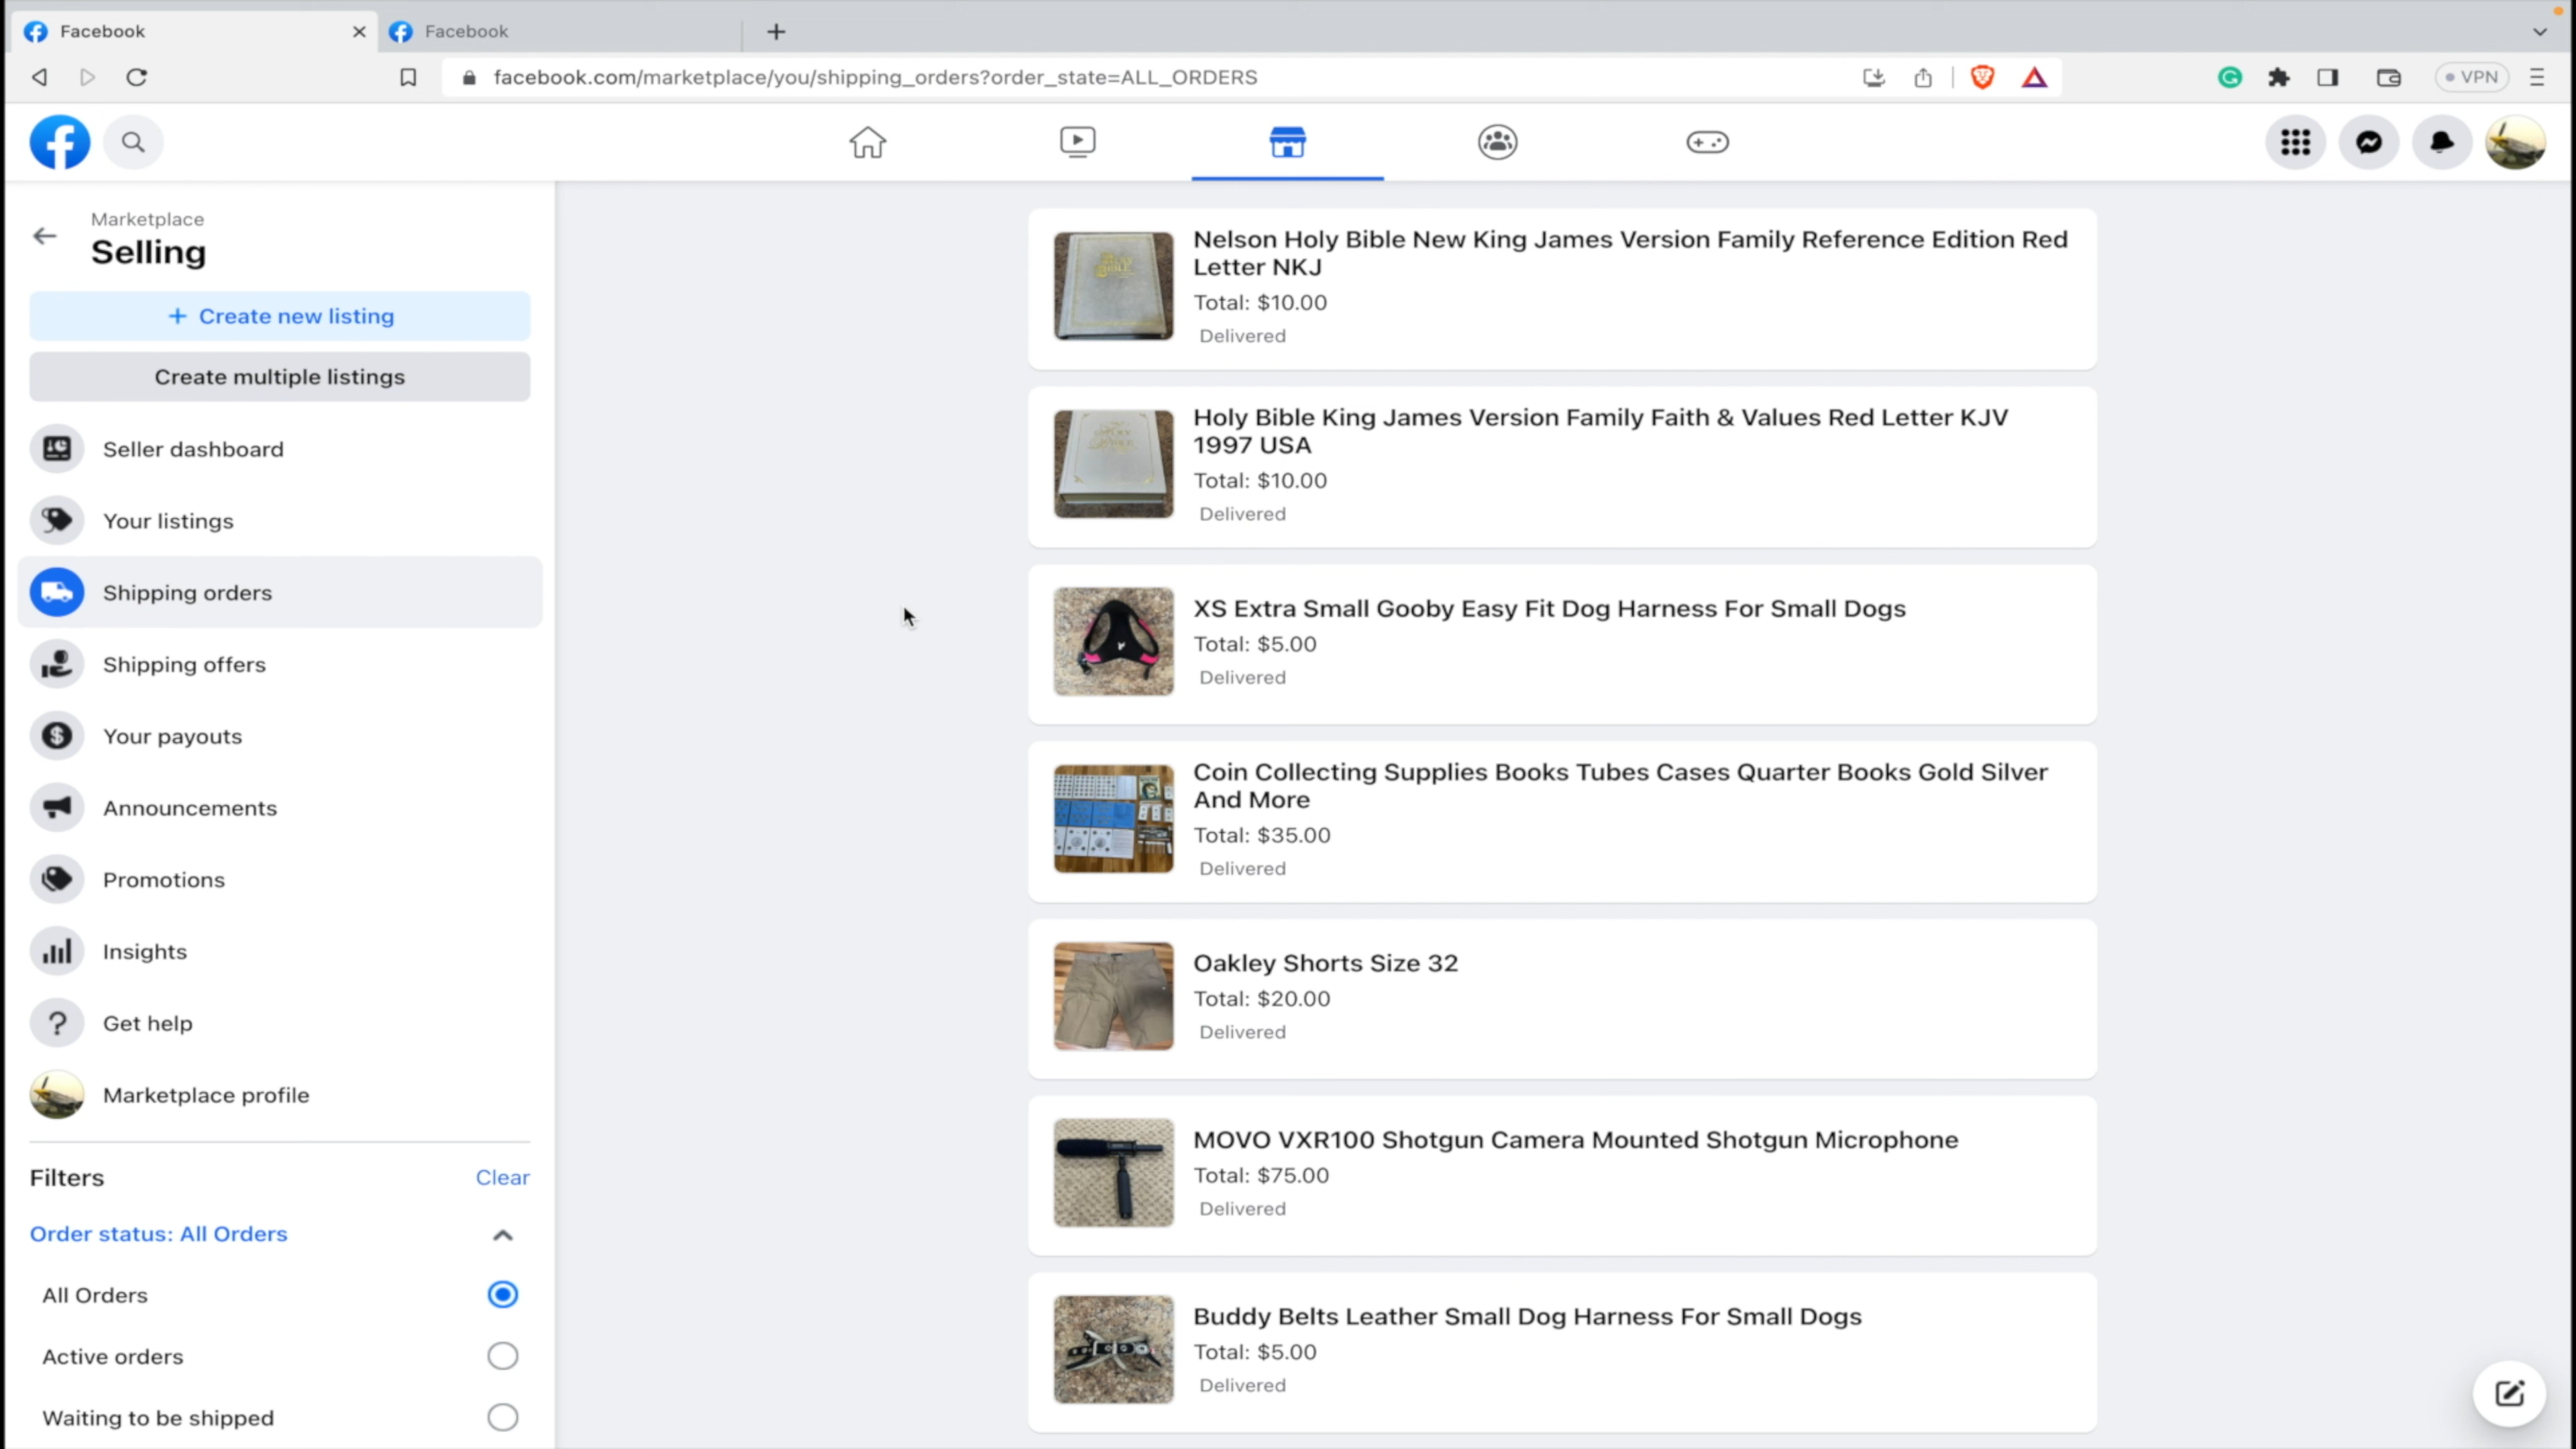 Facebook
Facebook
facebook.com/marketplace/you/shipping_orders?order_state=ALL_ORDERS
VPN
Marketplace
Selling
+ Create new listing
Create multiple listings
Seller dashboard
Your listings
Shipping orders
Shipping offers
Your payouts
Announcements
Promotions
Insights
Get help
Marketplace profile
Filters
Clear
Order status: All Orders
All Orders
Active orders
Waiting to be shipped
Nelson Holy Bible New King James Version Family Reference Edition Red
Letter NKJ
Total: $10.00
Delivered
Holy Bible King James Version Family Faith & Values Red Letter KJV
1997 USA
Total: $10.00
Delivered
XS Extra Small Gooby Easy Fit Dog Harness For Small Dogs
Total: $5.00
Delivered
Coin Collecting Supplies Books Tubes Cases Quarter Books Gold Silver
And More
Total: $35.00
Delivered
Oakley Shorts Size 32
Total: $20.00
Delivered
MOVO VXR100 Shotgun Camera Mounted Shotgun Microphone
Total: $75.00
Delivered
Buddy Belts Leather Small Dog Harness For Small Dogs
Total: $5.00
Delivered